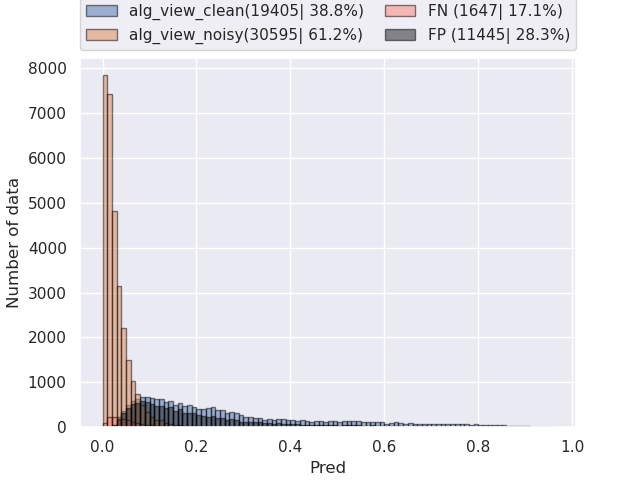 alg_view_clean(19405| 38.8%) FN (1647| 17.1%)
alg_view_noisy(30595| 61.2%) FP (11445| 28.3%)
8000
7000
6000
5000
4000
3000
2000
1000
0
Number of data
0.0 0.2 0.4 0.6 0.8 1.0
Pred